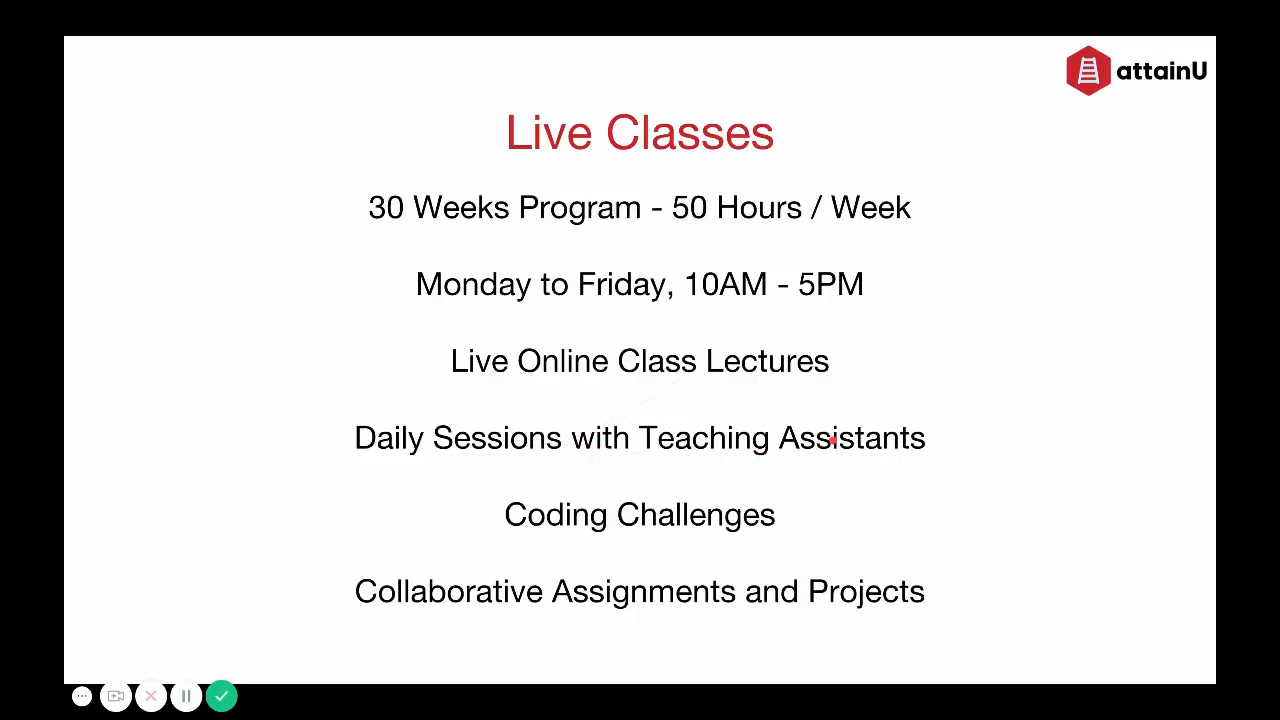 attainU
Live Classes
30 Weeks Program - 50 Hours / Week
Monday to Friday, 10AM - 5PM
Live Online Class Lectures
Daily Sessions with Teaching Assistants
Coding Challenges
Collaborative Assignments and Projects